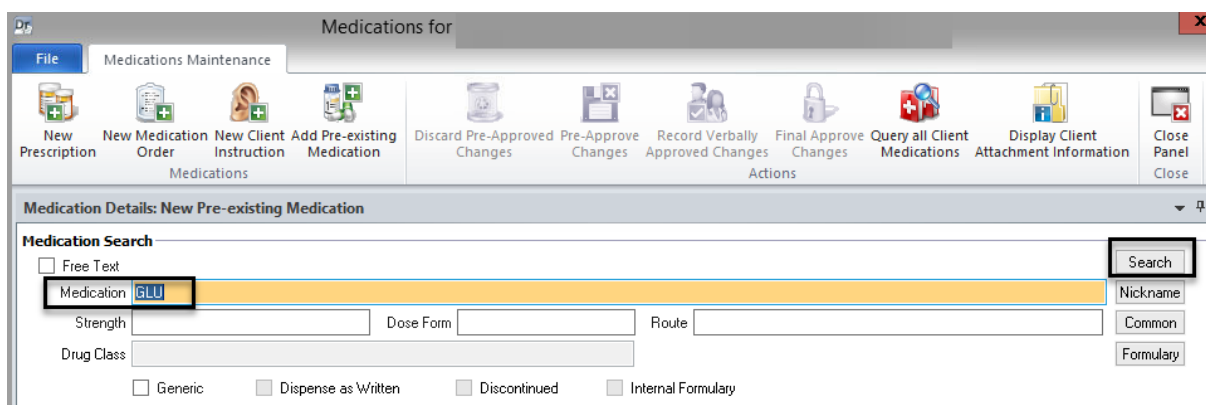 Dr
Medications for
X
File Medications Maintenance
New Prescription New Medication Order New Client Instruction Add Pre-existing Medication Discard Pre-Approved Changes Pre-Approve Changes Record Verbally Approved Changes Final Approve Changes Query all Client Medications Display Client Attachment Information Close Panel
Medications Actions Close
Medication Details: New Pre-existing Medication
Medication Search
Free Text Search
Medication GLU Nickname
Strength Dose Form Route Common
Drug Class Formulary
Generic Dispense as Written Discontinued Internal Formulary